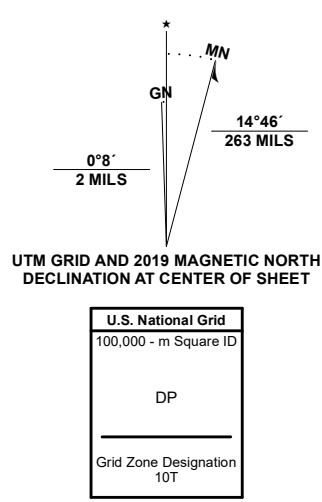 ★
MN
GN
14°46´
263 MILS
0°8´
2 MILS
UTM GRID AND 2019 MAGNETIC NORTH
DECLINATION AT CENTER OF SHEET
U.S. National Grid
100,000 - m Square ID
DP
Grid Zone Designation
10T